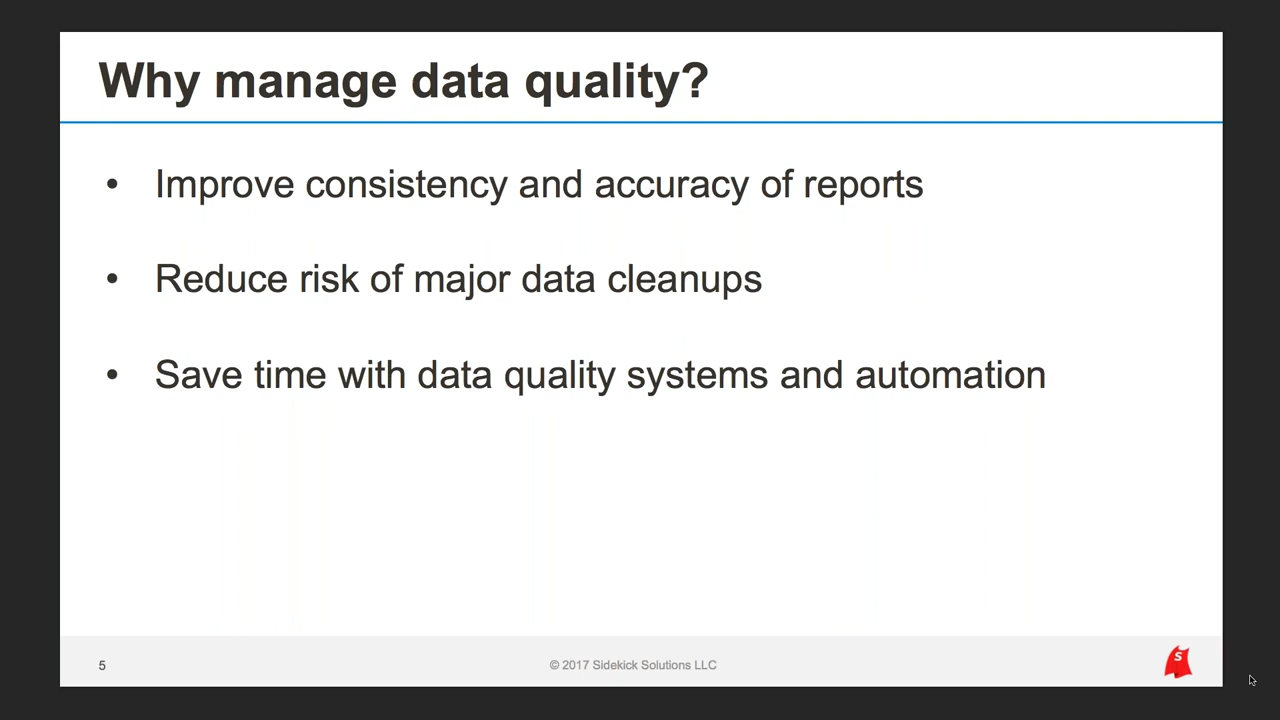 Why manage data quality?
• Improve consistency and accuracy of reports
• Reduce risk of major data cleanups
• Save time with data quality systems and automation
5
© 2017 Sidekick Solutions LLC
S